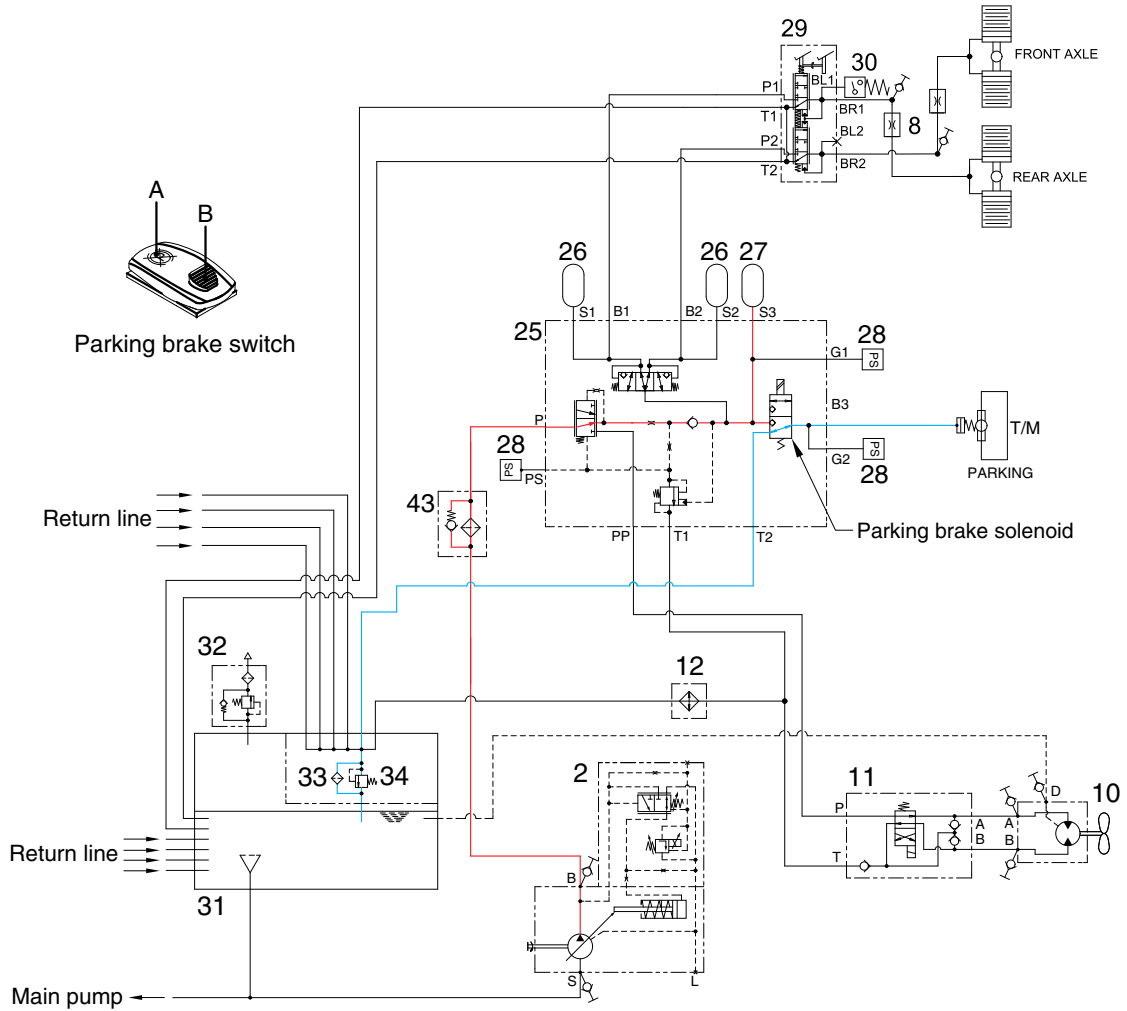 29
30
FRONT AXLE
P1
BL1
T1
BR1
8
P2
BL2
T2
BR2
REAR AXLE
A
B
Parking brake switch
26
26
27
S1
B1
B2
S2
S3
25
28
G1
PS
B3
P
T/M
28
PS
PS
G2
PS
28
PARKING
43
Return line
Parking brake solenoid
PP
T1
T2
32
12
33
34
2
11
D
10
P
A
A
B
B
T
Return line
31
B
S
L
Main pump